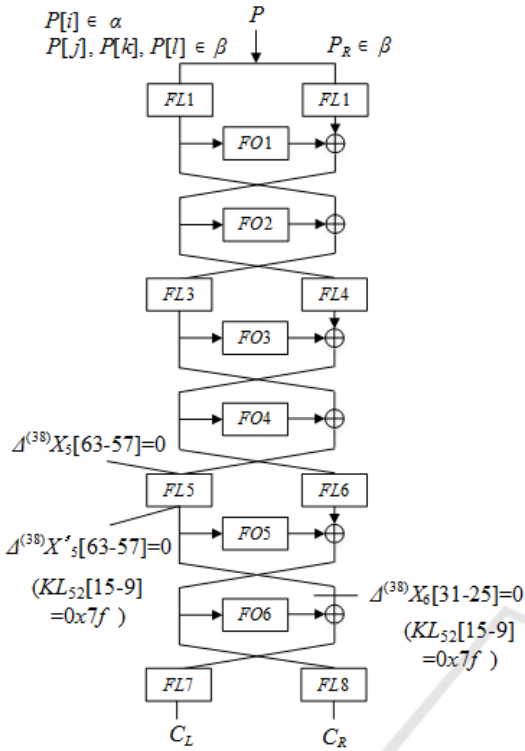 P
P[i] ∈ α
P[j], P[k], P[l] ∈ β
P_R ∈ β
FL1 FL1
FO1
FO2
FL3 FL4
FO3
FO4
Δ^(38)X_5[63-57]=0
FL5 FL6
Δ^(38)X'_5[63-57]=0
FO5
(KL_52[15-9]
=0x7f )
Δ^(38)X_6[31-25]=0
FO6
(KL_52[15-9]
=0x7f )
FL7 FL8
C_L C_R